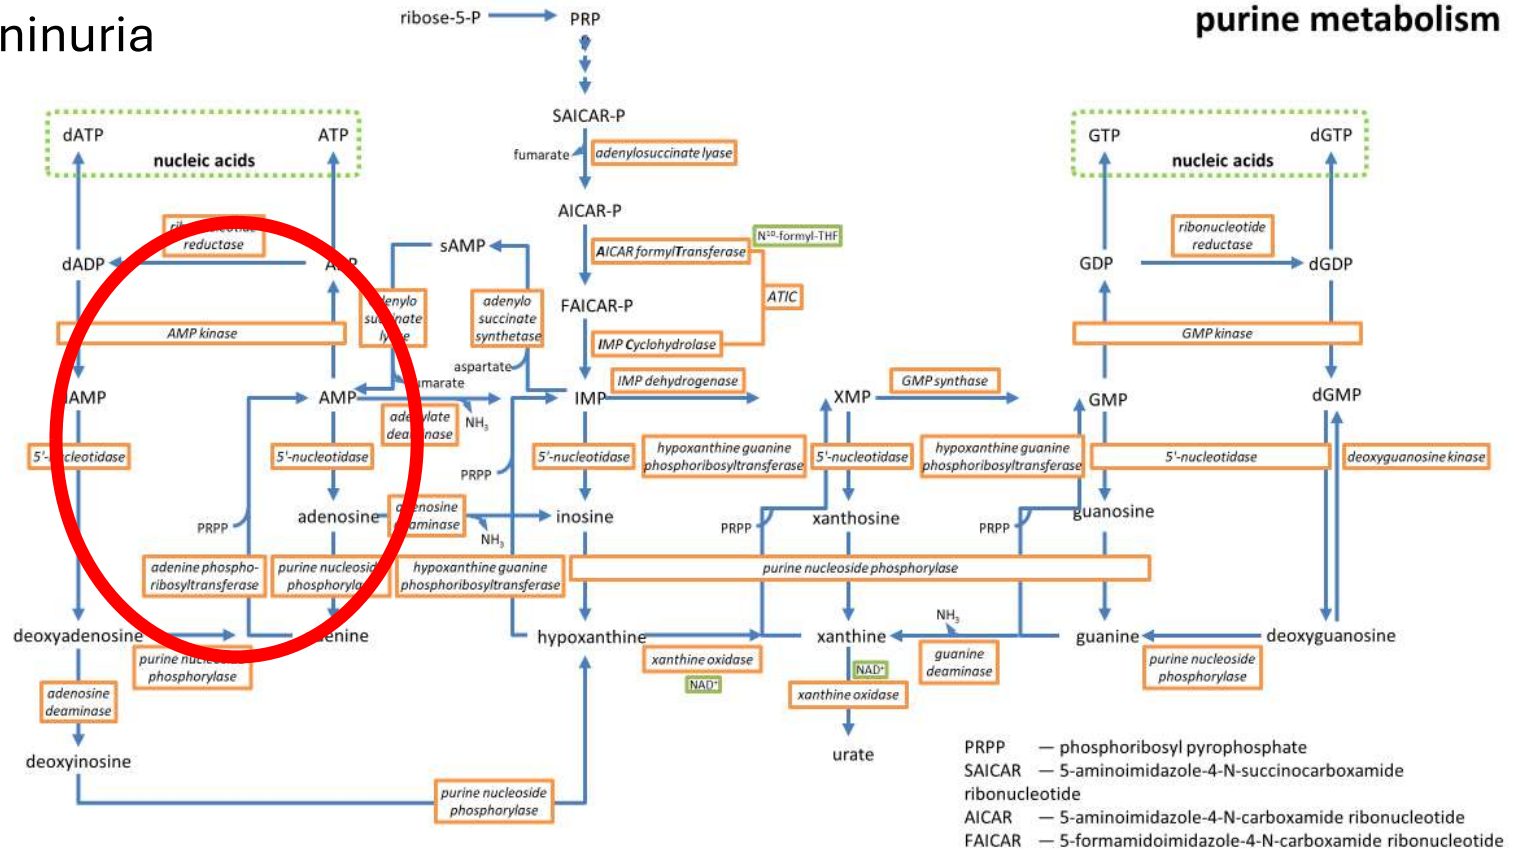 ninuria
purine metabolism
ribose-5-P
PRP
P
SAICAR-P
fumarate
adenylosuccinate lyase
dATP
ATP
nucleic acids
GTP
dGTP
nucleic acids
AICAR-P
N10-formyl-THF
AICAR formylTransferase
ATIC
FAICAR-P
IMP Cyclohydrolase
reductase
sAMP
dADP
ribonucleotide
reductase
GDP
dGDP
adenylo
succinate
synthetase
aspartate
AMP kinase
GMP kinase
IMP dehydrogenase
GMP synthase
AMP
IMP
XMP
GMP
dGMP
NH3
5'-nucleotidase
5'-nucleotidase
hypoxanthine guanine
phosphoribosyltransferase
5'-nucleotidase
hypoxanthine guanine
phosphoribosyltransferase
5'-nucleotidase
deoxyguanosine kinase
PRPP
adenosine
inosine
xanthosine
guanosine
PRPP
PRPP
PRPP
NH3
adenine phospho-
ribosyltransferase
purine nucleoside
hypoxanthine guanine
phosphoribosyltransferase
purine nucleoside phosphorylase
deoxyadenosine
hypoxanthine
xanthine
NH3
guanine
deoxyguanosine
phosphorylase
xanthine oxidase
NAD+
NAD+
xanthine oxidase
guanine
deaminase
purine nucleoside
phosphorylase
adenosine
deaminase
deoxyinosine
urate
purine nucleoside
phosphorylase
PRPP — phosphoribosyl pyrophosphate
SAICAR — 5-aminoimidazole-4-N-succinocarboxamide
ribonucleotide
AICAR — 5-aminoimidazole-4-N-carboxamide ribonucleotide
FAICAR — 5-formamidoimidazole-4-N-carboxamide ribonucleotide